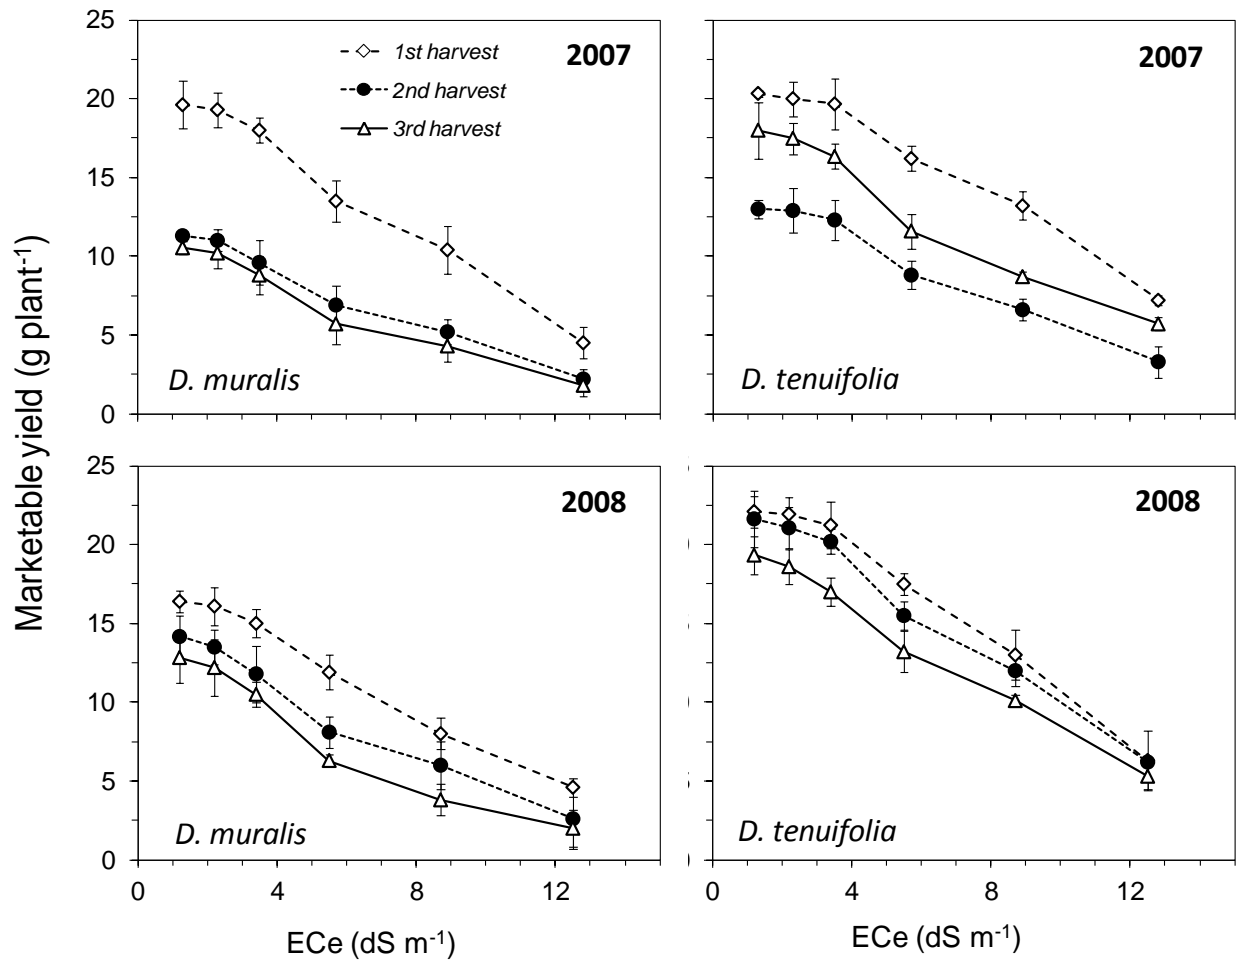 Marketable yield (g plant⁻¹)
25
20
15
10
5
0
1st harvest
2nd harvest
3rd harvest
2007
D. muralis
2007
D. tenuifolia
25
20
15
10
5
0
2008
D. muralis
2008
D. tenuifolia
0 4 8 12
0 4 8 12
ECe (dS m⁻¹)
ECe (dS m⁻¹)